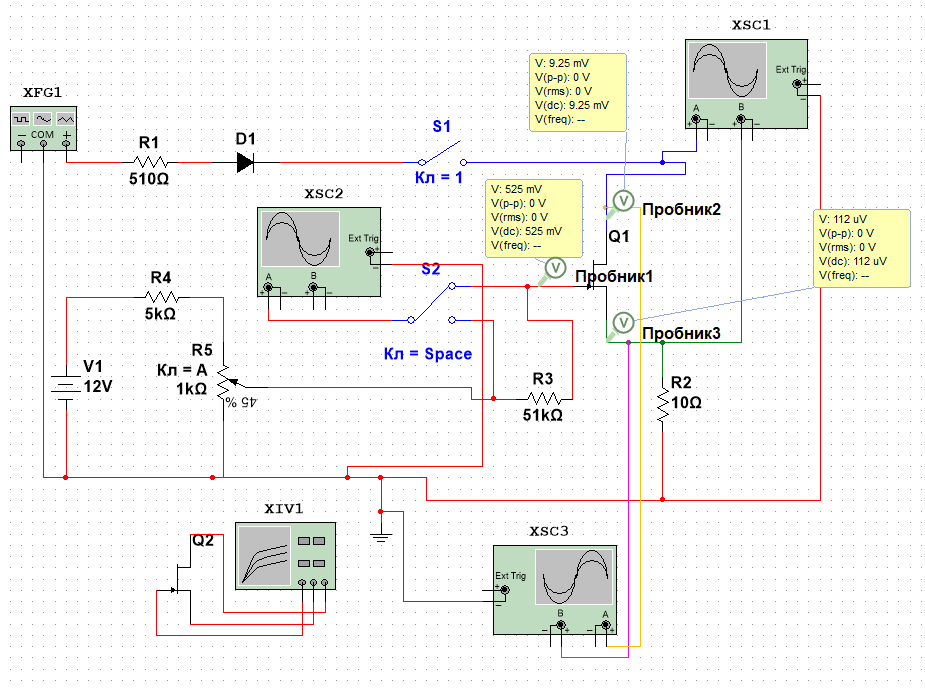 XSC1
Ext Trig
+
−
A
B
+ − + −
V: 9.25 mV
V(p-p): 0 V
V(rms): 0 V
V(dc): 9.25 mV
V(freq): --
XFG1
COM
− +
R1
510Ω
D1
S1
Кл = 1
XSC2
Ext Trig
+
−
A
B
+ − + −
V: 525 mV
V(p-p): 0 V
V(rms): 0 V
V(dc): 525 mV
V(freq): --
V
Пробник2
Q1
V: 112 uV
V(p-p): 0 V
V(rms): 0 V
V(dc): 112 uV
V(freq): --
S2
V
Пробник1
Кл = Space
V
Пробник3
R4
5kΩ
R5
Кл = A
1kΩ
45 %
V1
12V
R3
51kΩ
R2
10Ω
XIV1
Q2
XSC3
Ext Trig
+
−
B
A
− + − +